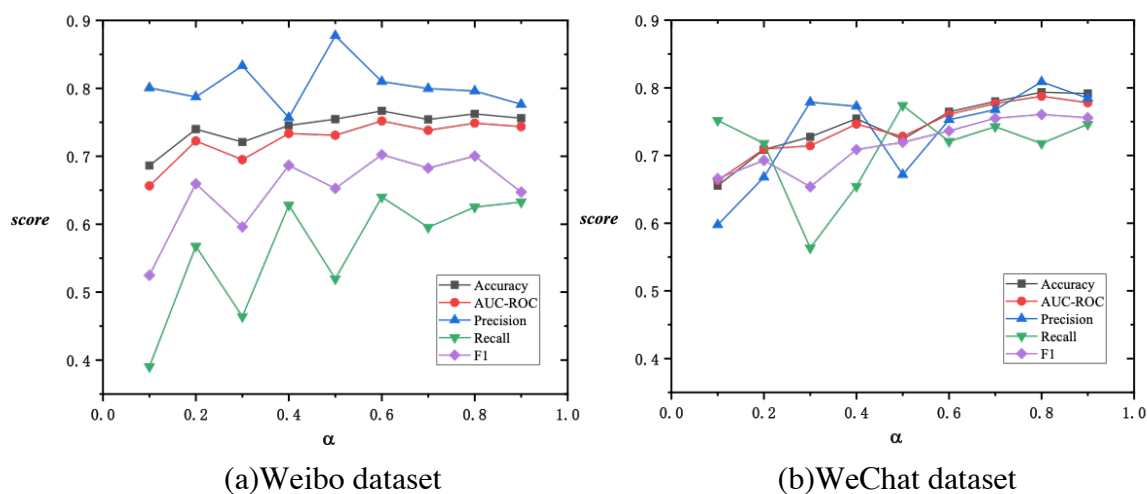 0.9
0.8
0.7
0.6
0.5
0.4
score
0.0 0.2 0.4 0.6 0.8 1.0
α
Accuracy
AUC-ROC
Precision
Recall
F1
(a)Weibo dataset
0.9
0.8
0.7
0.6
0.5
0.4
score
0.0 0.2 0.4 0.6 0.8 1.0
α
Accuracy
AUC-ROC
Precision
Recall
F1
(b)WeChat dataset